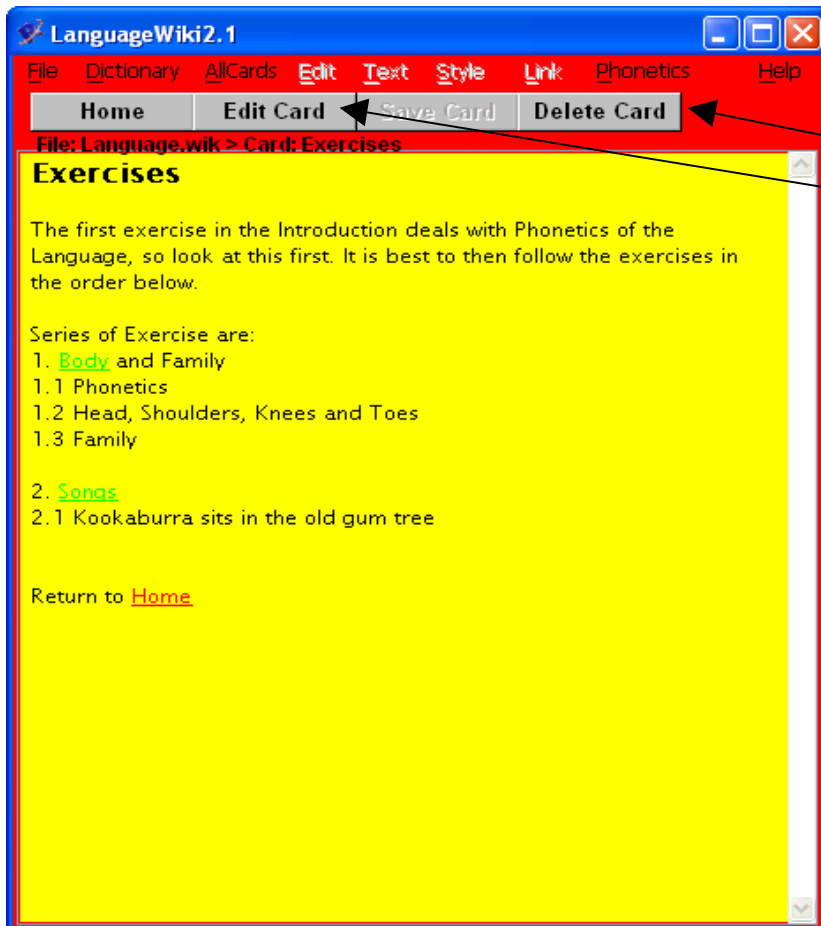 LanguageWiki2.1
File Dictionary AllCards Edit Text Style Link Phonetics Help
Home Edit Card Save Card Delete Card
File: Language.wik > Card: Exercises
Exercises
The first exercise in the Introduction deals with Phonetics of the
Language, so look at this first. It is best to then follow the exercises in
the order below.
Series of Exercise are:
1. Body and Family
1.1 Phonetics
1.2 Head, Shoulders, Knees and Toes
1.3 Family
2. Songs
2.1 Kookaburra sits in the old gum tree
Return to Home